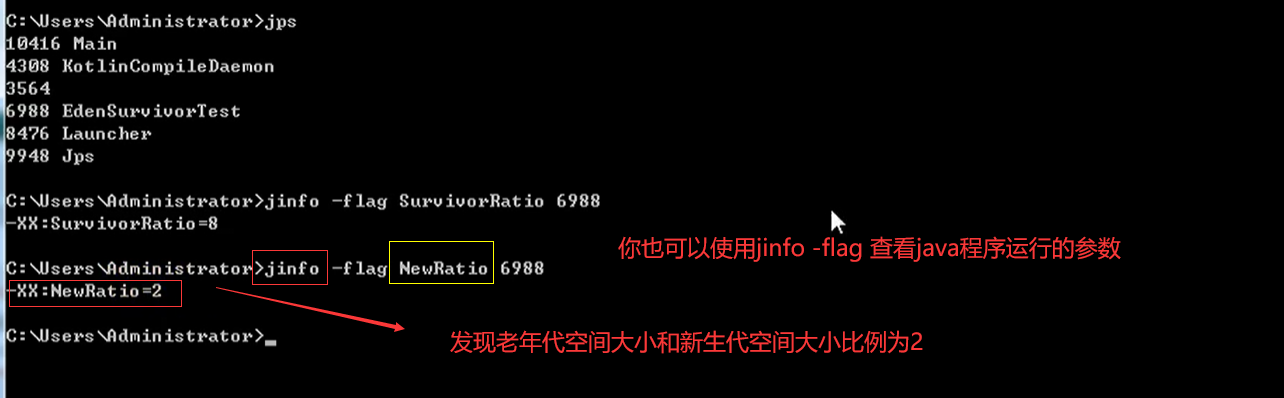 C:\Users\Administrator>jps
10416 Main
4308 KotlinCompileDaemon
3564
6988 EdenSurvivorTest
8476 Launcher
9948 Jps
C:\Users\Administrator>jinfo -flag SurvivorRatio 6988
-XX:SurvivorRatio=8
你也可以使用jinfo -flag 查看java程序运行的参数
C:\Users\Administrator>jinfo -flag NewRatio 6988
-XX:NewRatio=2
C:\Users\Administrator>
发现老年代空间大小和新生代空间大小比例为2